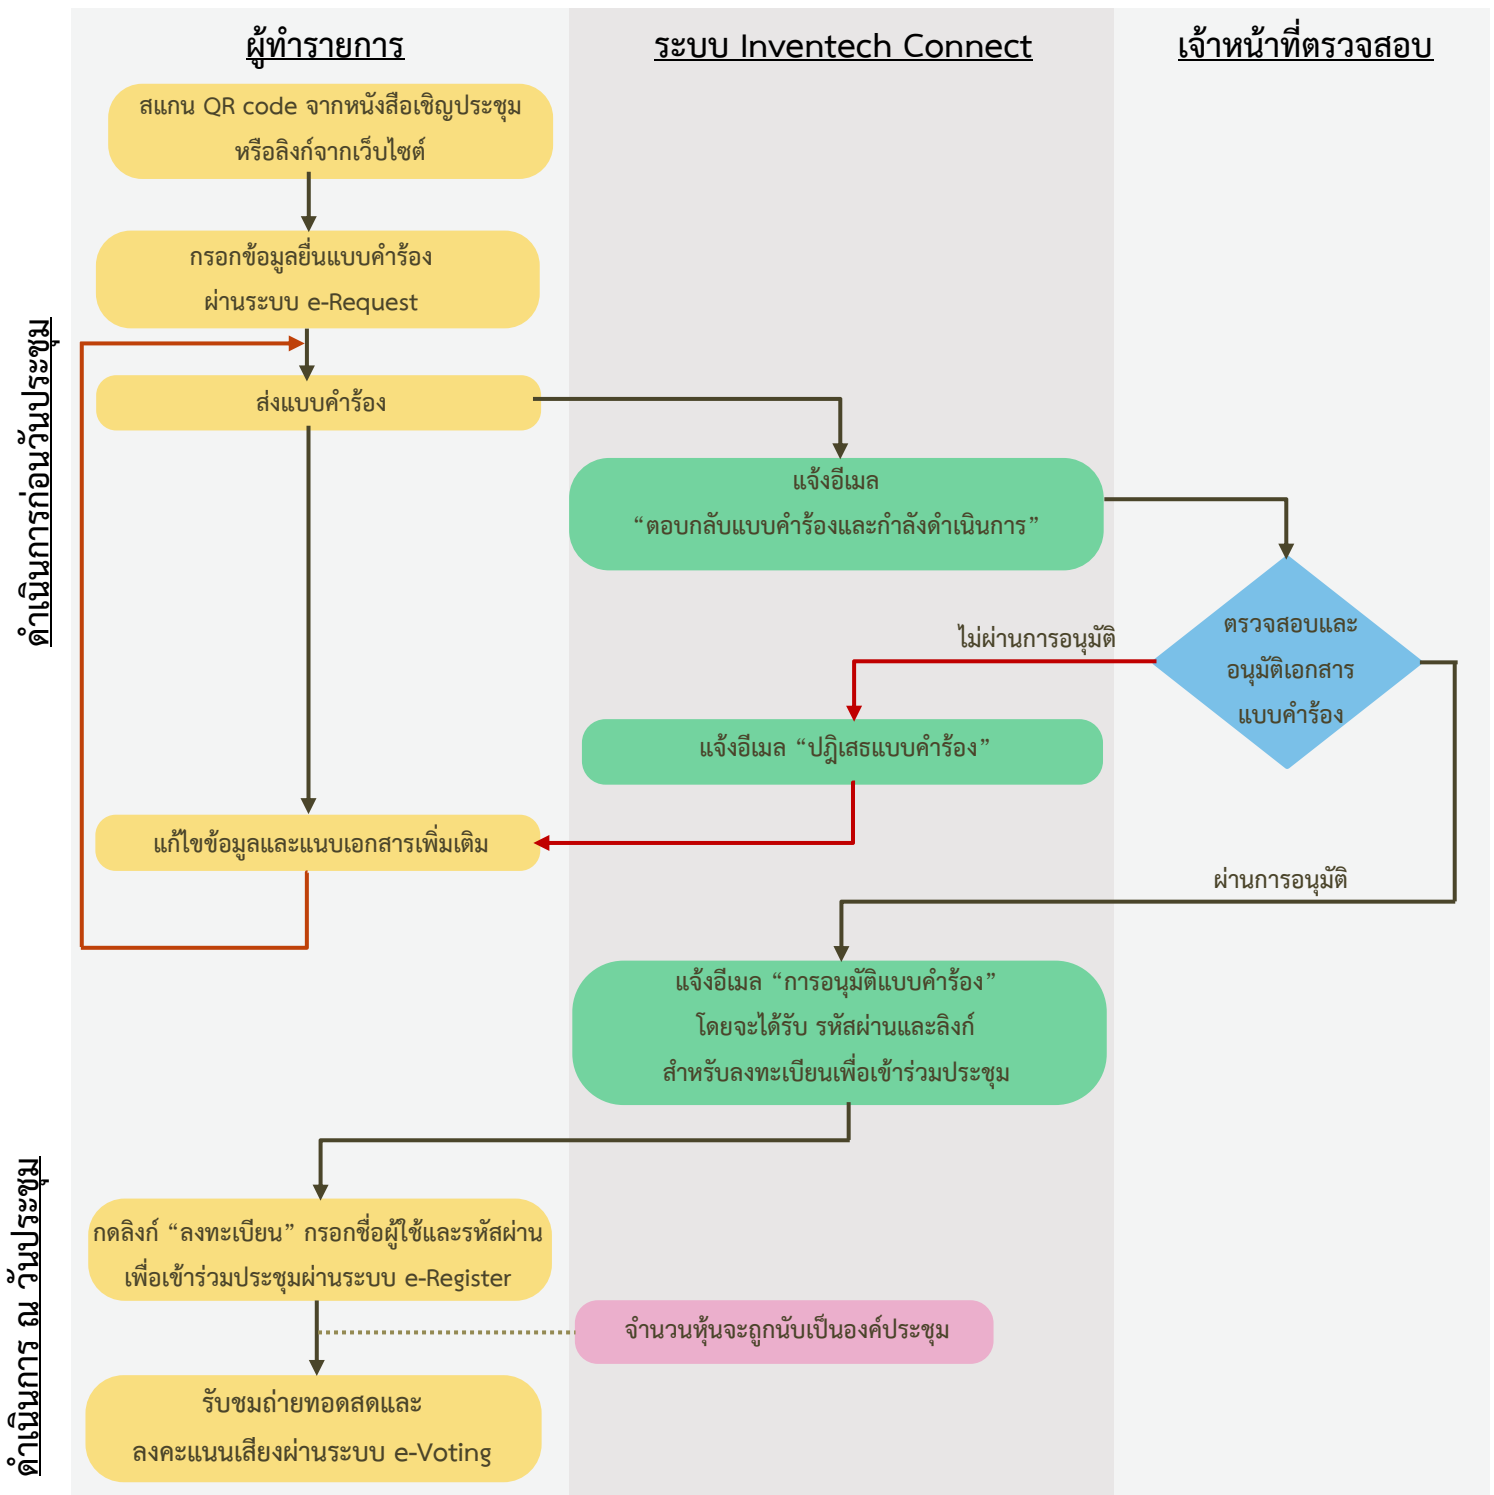 ผู้ทำรายการ
ระบบ Inventech Connect
เจ้าหน้าที่ตรวจสอบ
ดำเนินการก่อนวันประชุม
สแกน QR code จากหนังสือเชิญประชุม
หรือลิงก์จากเว็บไซต์
กรอกข้อมูลยื่นแบบคำร้อง
ผ่านระบบ e-Request
ส่งแบบคำร้อง
แจ้งอีเมล
“ตอบกลับแบบคำร้องและกำลังดำเนินการ”
ตรวจสอบและ
อนุมัติเอกสาร
แบบคำร้อง
ไม่ผ่านการอนุมัติ
แจ้งอีเมล “ปฎิเสธแบบคำร้อง”
แก้ไขข้อมูลและแนบเอกสารเพิ่มเติม
ผ่านการอนุมัติ
แจ้งอีเมล “การอนุมัติแบบคำร้อง”
โดยจะได้รับ รหัสผ่านและลิงก์
สำหรับลงทะเบียนเพื่อเข้าร่วมประชุม
ดำเนินการ ณ วันประชุม
กดลิงก์ “ลงทะเบียน” กรอกชื่อผู้ใช้และรหัสผ่าน
เพื่อเข้าร่วมประชุมผ่านระบบ e-Register
จำนวนหุ้นจะถูกนับเป็นองค์ประชุม
รับชมถ่ายทอดสดและ
ลงคะแนนเสียงผ่านระบบ e-Voting